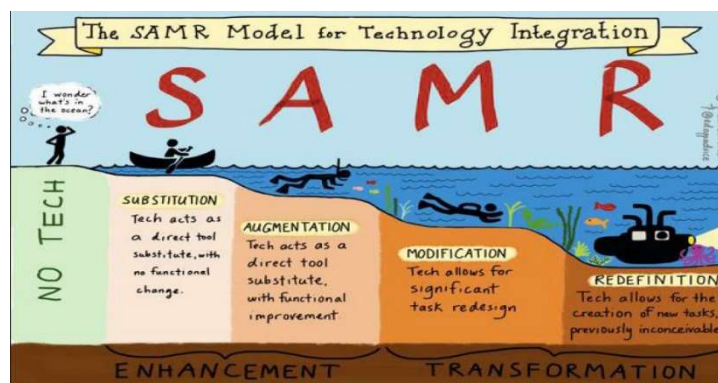 The SAMR Model for Technology Integration
I wonder
what's in
the ocean?
S A M R
NO TECH
SUBSTITUTION
Tech acts as
a direct tool
substitute, with
no functional
change.
AUGMENTATION
Tech acts as a
direct tool
substitute,
with functional
improvement
MODIFICATION
Tech allows for
significant
task redesign
REDEFINITION
Tech allows for the
creation of new tasks,
previously inconceivable
ENHANCEMENT
TRANSFORMATION